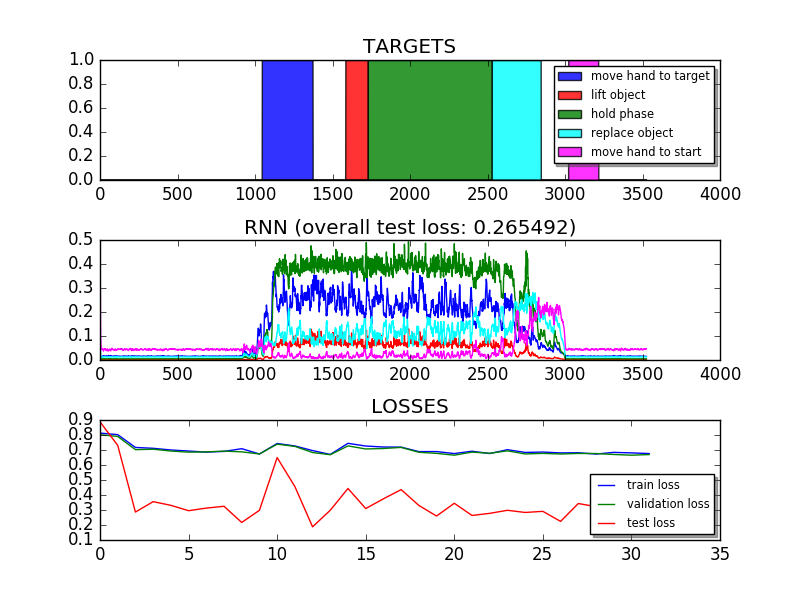 TARGETS
1.0
0.8
0.6
0.4
0.2
0.0
move hand to target
lift object
hold phase
replace object
move hand to start
0 500 1000 1500 2000 2500 3000 3500 4000
RNN (overall test loss: 0.265492)
0.5
0.4
0.3
0.2
0.1
0.0
0 500 1000 1500 2000 2500 3000 3500 4000
LOSSES
0.9
0.8
0.7
0.6
0.5
0.4
0.3
0.2
0.1
train loss
validation loss
test loss
0 5 10 15 20 25 30 35